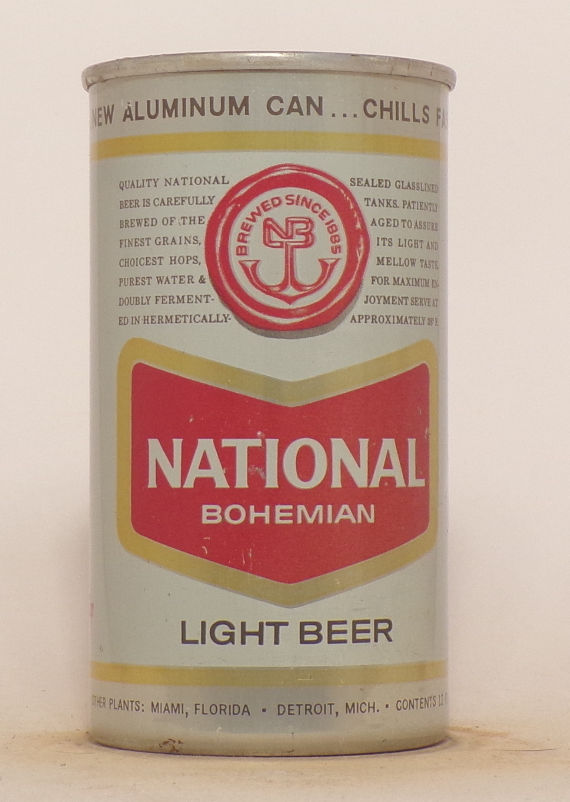 NEW ALUMINUM CAN ... CHILLS
QUALITY NATIONAL
BEER IS CAREFULLY
BREWED OF THE
FINEST GRAINS,
CHOICEST HOPS,
PUREST WATER &
DOUBLY FERMENT-
ED IN HERMETICALLY-
BREWED SINCE 1885
NB
SEALED GLASSLINED
TANKS. PATIENTLY
AGED TO ASSURE
ITS LIGHT AND
MELLOW TASTE.
FOR MAXIMUM EN-
JOYMENT SERVE AT
APPROXIMATELY
NATIONAL
BOHEMIAN
LIGHT BEER
PLANTS: MIAMI, FLORIDA • DETROIT, MICH. • CONTENTS 12